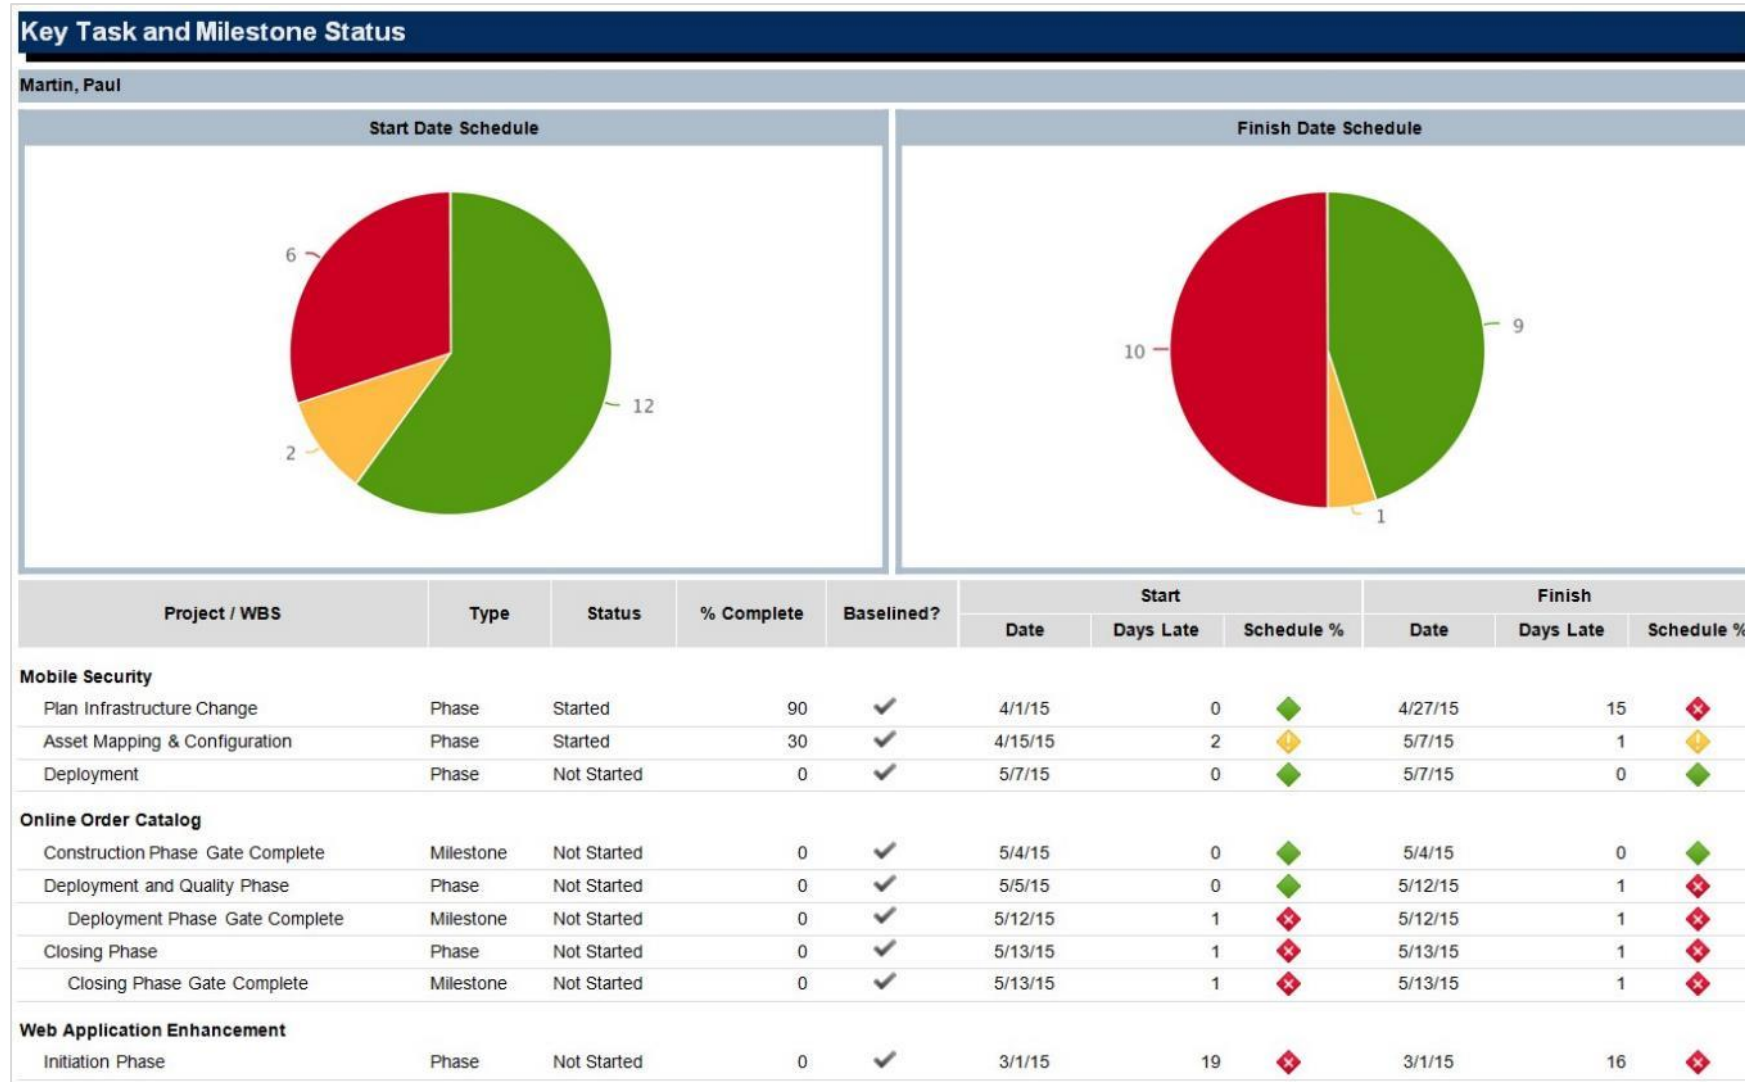 Key Task and Milestone Status
Martin, Paul
Start Date Schedule
Finish Date Schedule
6
2
12
10
9
1
Project / WBS Type Status % Complete Baselined? Start Finish
Date Days Late Schedule % Date Days Late Schedule %
Mobile Security
Plan Infrastructure Change Phase Started 90 4/1/15 0 4/27/15 15
Asset Mapping & Configuration Phase Started 30 4/15/15 2 5/7/15 1
Deployment Phase Not Started 0 5/7/15 0 5/7/15 0
Online Order Catalog
Construction Phase Gate Complete Milestone Not Started 0 5/4/15 0 5/4/15 0
Deployment and Quality Phase Phase Not Started 0 5/5/15 0 5/12/15 1
Deployment Phase Gate Complete Milestone Not Started 0 5/12/15 1 5/12/15 1
Closing Phase Phase Not Started 0 5/13/15 1 5/13/15 1
Closing Phase Gate Complete Milestone Not Started 0 5/13/15 1 5/13/15 1
Web Application Enhancement
Initiation Phase Phase Not Started 0 3/1/15 19 3/1/15 16